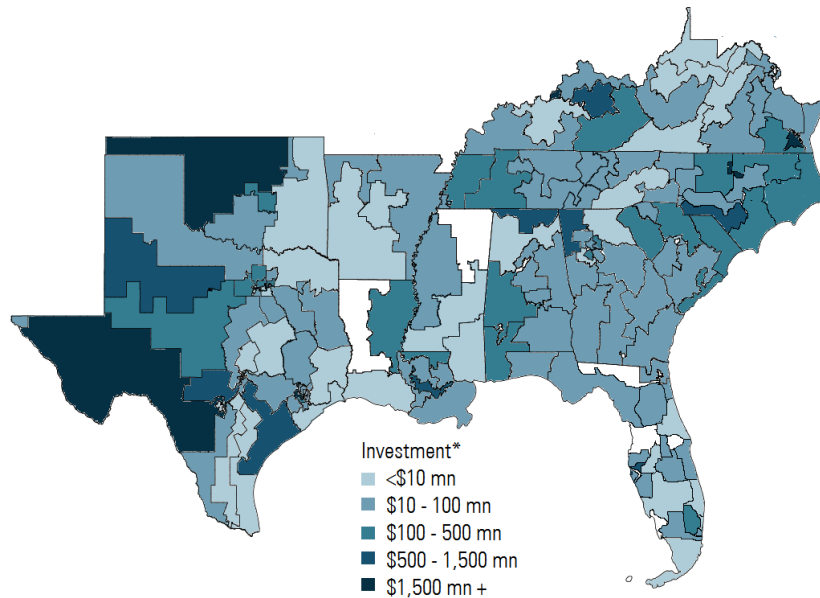 Investment*
<$10 mn
$10 - 100 mn
$100 - 500 mn
$500 - 1,500 mn
$1,500 mn +